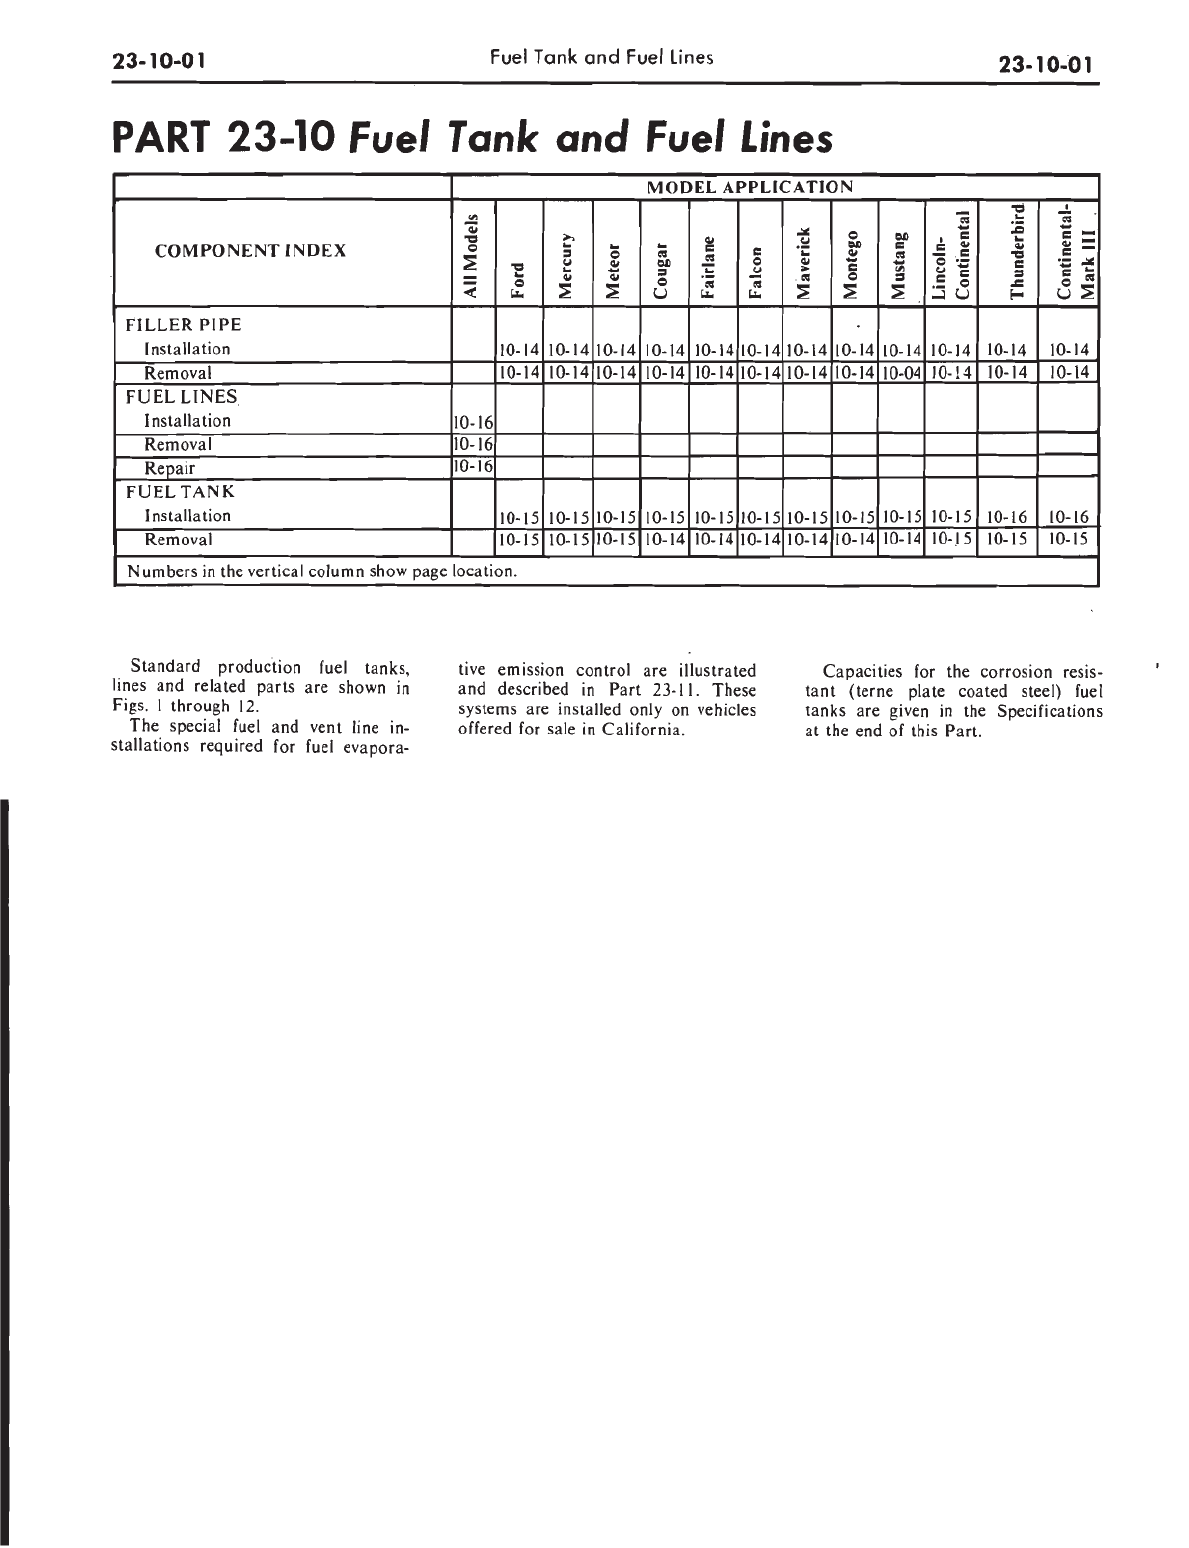 23-10-01 Fuel Tank and Fuel Lines 23-10-01
PART 23-10 Fuel Tank and Fuel Lines
MODEL APPLICATION
COMPONENT INDEX All Models Ford Mercury Meteor Cougar Fairlane Falcon Maverick Montego Mustang Lincoln-Continental Thunderbird Continental-Mark III
FILLER PIPE
Installation 10-14 10-14 10-14 10-14 10-14 10-14 10-14 10-14 10-14 10-14 10-14 10-14
Removal 10-14 10-14 10-14 10-14 10-14 10-14 10-14 10-14 10-04 10-14 10-14 10-14
FUEL LINES
Installation 10-16
Removal 10-16
Repair 10-16
FUEL TANK
Installation 10-15 10-15 10-15 10-15 10-15 10-15 10-15 10-15 10-15 10-15 10-16 10-16
Removal 10-15 10-15 10-15 10-14 10-14 10-14 10-14 10-14 10-14 10-15 10-15 10-15
Numbers in the vertical column show page location.
Standard production fuel tanks,
lines and related parts are shown in
Figs. 1 through 12.
The special fuel and vent line in-
stallations required for fuel evapora-
tive emission control are illustrated
and described in Part 23-11. These
systems are installed only on vehicles
offered for sale in California.
Capacities for the corrosion resis-
tant (terne plate coated steel) fuel
tanks are given in the Specifications
at the end of this Part.